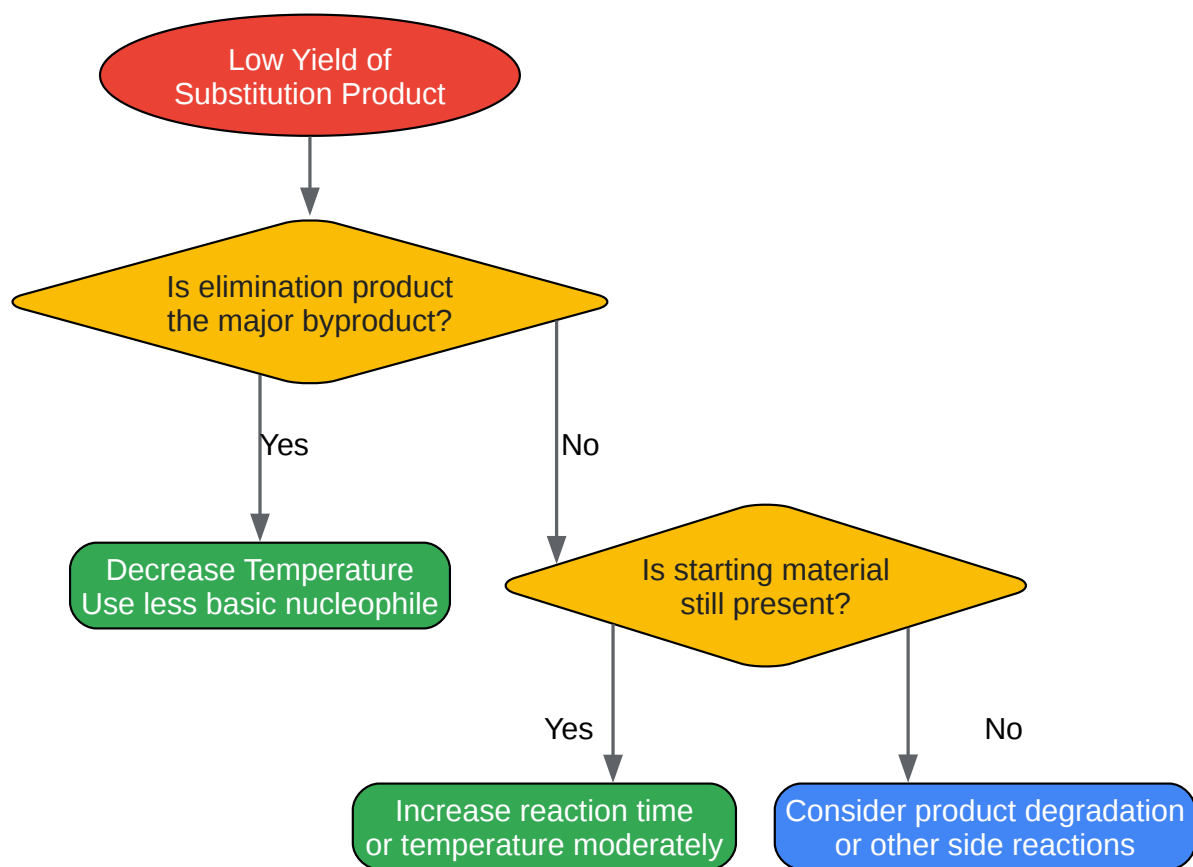 Low Yield of
Substitution Product
Is elimination product
the major byproduct?
Yes
No
Decrease Temperature
Use less basic nucleophile
Is starting material
still present?
Yes
No
Increase reaction time
or temperature moderately
Consider product degradation
or other side reactions